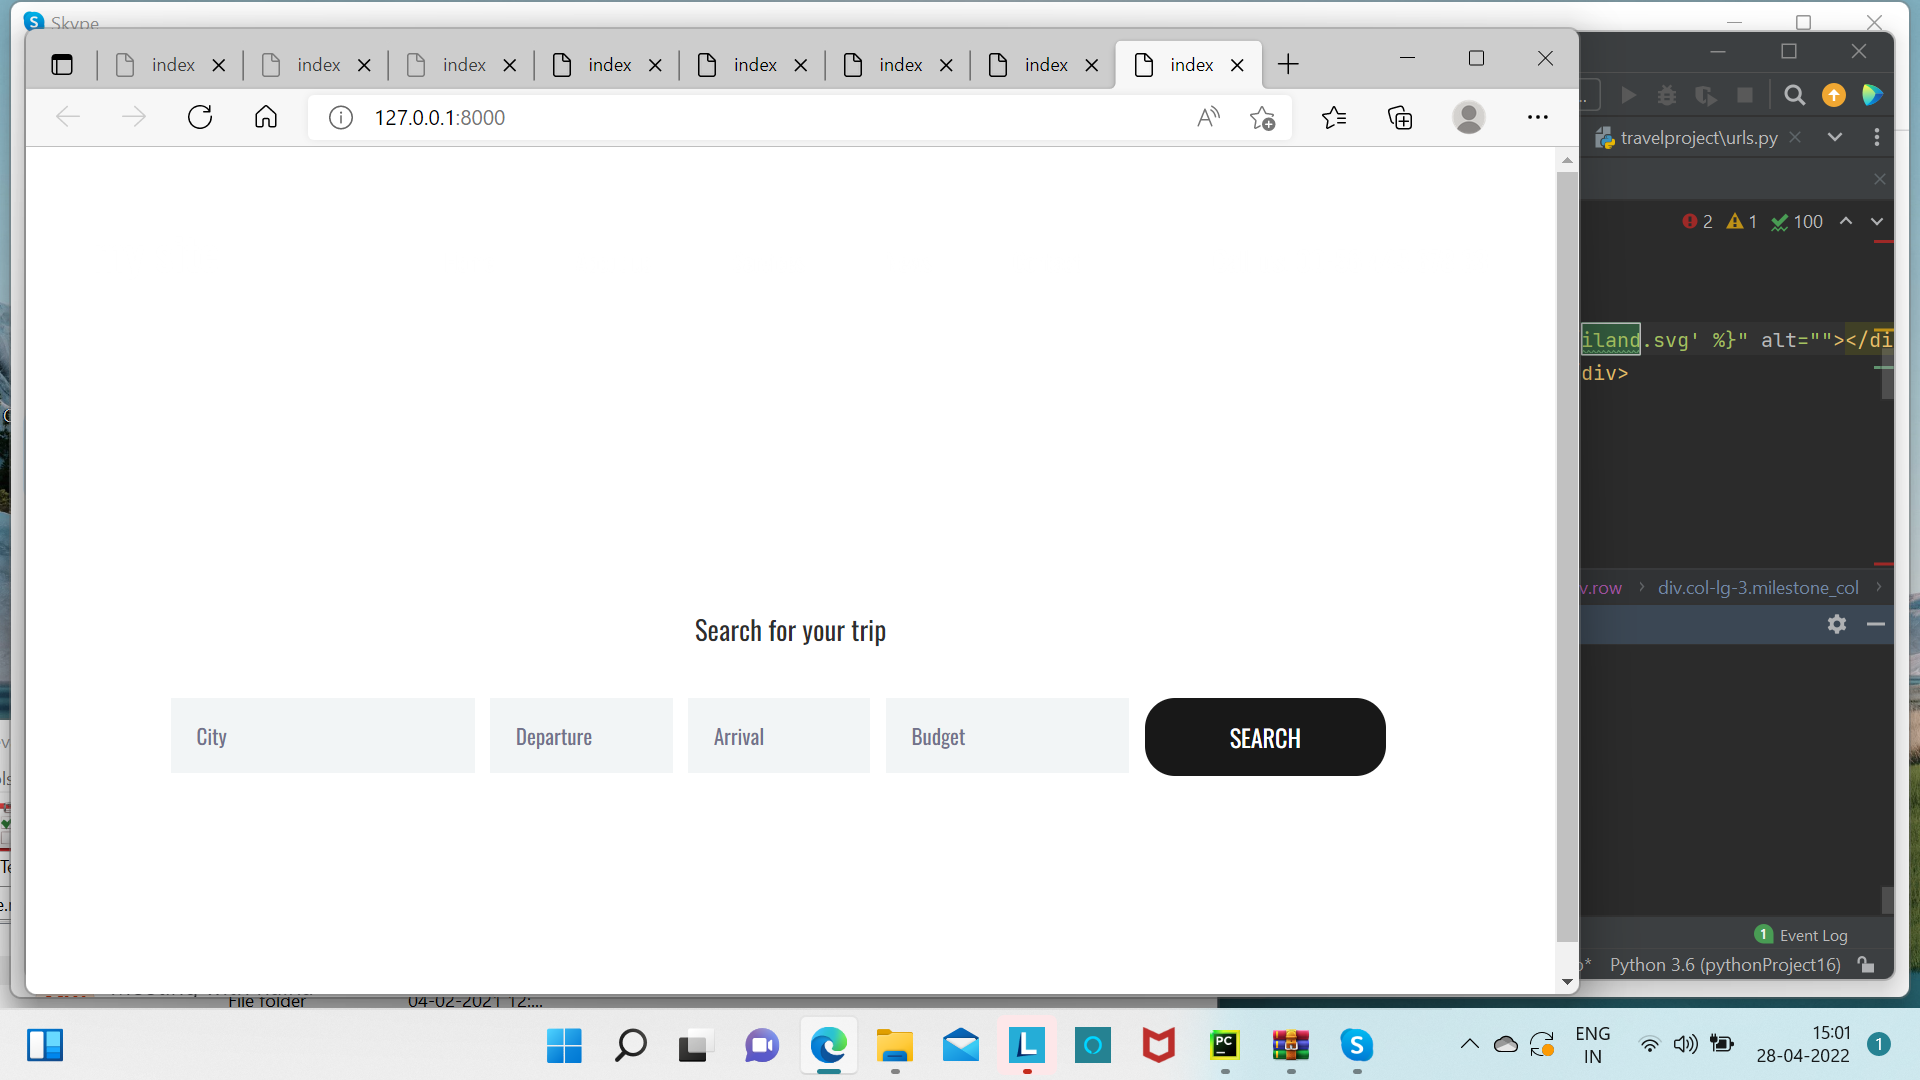 Skype
index
index
index
index
index
index
index
index
127.0.0.1:8000
travelproject\urls.py
2 1 100
iland.svg' %}" alt=""></di
div>
v.row div.col-lg-3.milestone_col
Search for your trip
City
Departure
Arrival
Budget
SEARCH
1 Event Log
Python 3.6 (pythonProject16)
File folder 04-02-2021 12:...
ENG
IN
15:01
28-04-2022
1